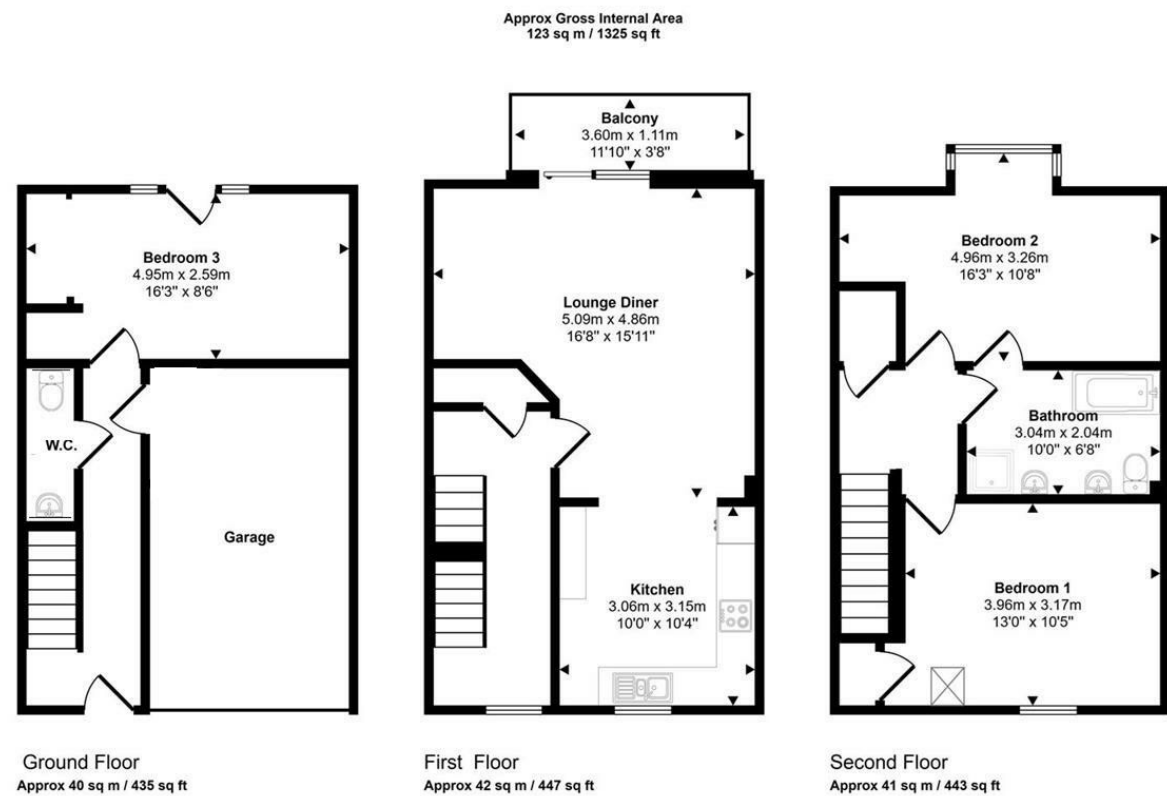 Approx Gross Internal Area
123 sq m / 1325 sq ft
Bedroom 3
4.95m x 2.59m
16'3" x 8'6"
W.C.
Garage
Ground Floor
Approx 40 sq m / 435 sq ft
Balcony
3.60m x 1.11m
11'10" x 3'8"
Lounge Diner
5.09m x 4.86m
16'8" x 15'11"
Kitchen
3.06m x 3.15m
10'0" x 10'4"
First Floor
Approx 42 sq m / 447 sq ft
Bedroom 2
4.96m x 3.26m
16'3" x 10'8"
Bathroom
3.04m x 2.04m
10'0" x 6'8"
Bedroom 1
3.96m x 3.17m
13'0" x 10'5"
Second Floor
Approx 41 sq m / 443 sq ft